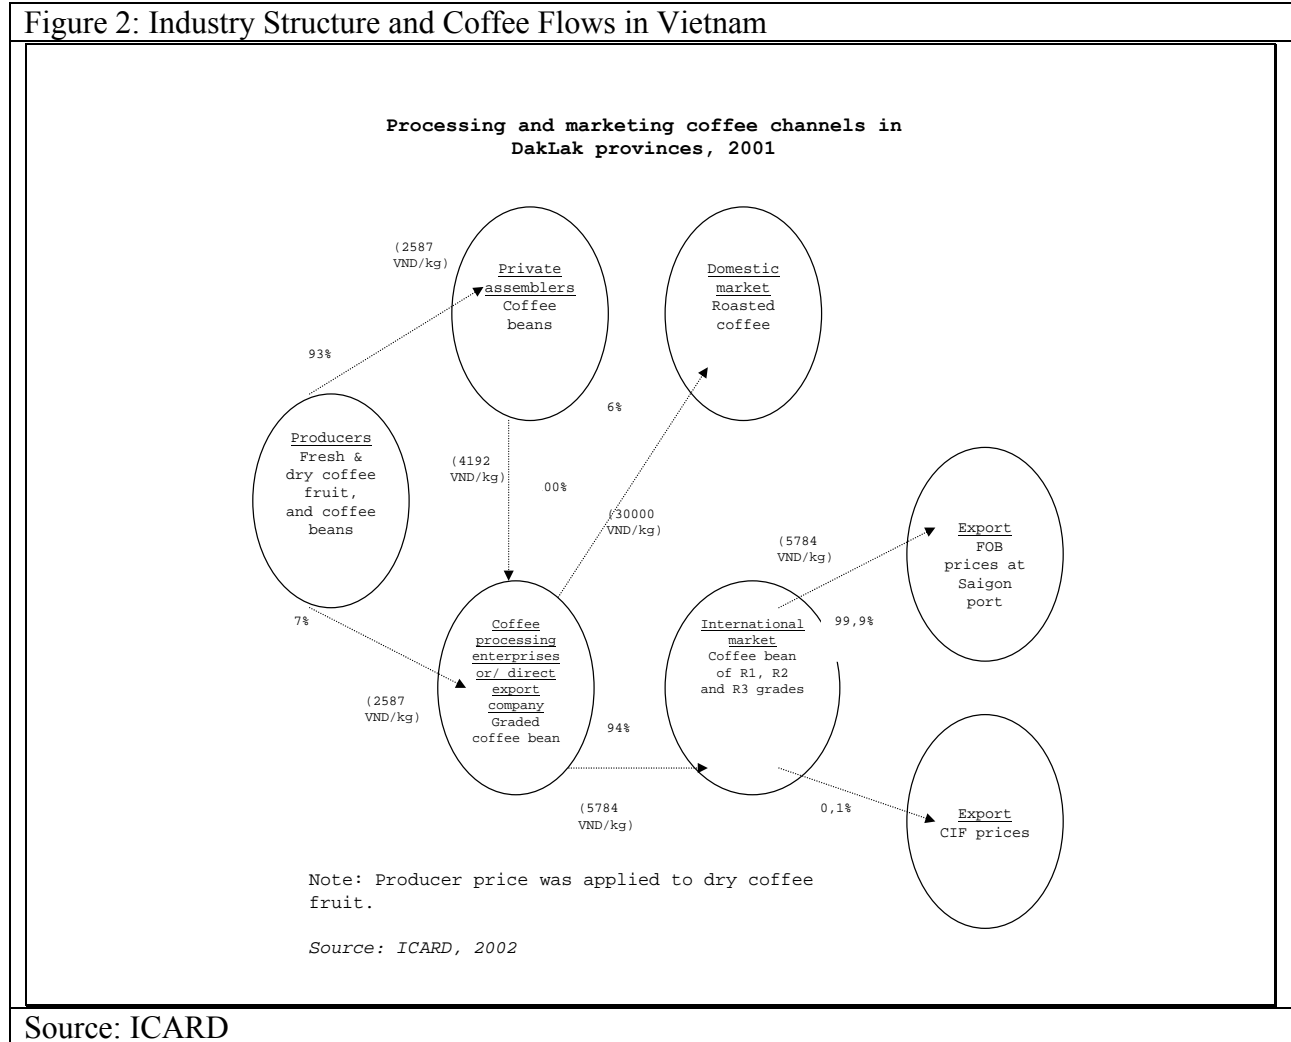 Figure 2: Industry Structure and Coffee Flows in Vietnam
Processing and marketing coffee channels in
DakLak provinces, 2001
(2587
VND/kg)
Private
assemblers
Coffee
beans
Domestic
market
Roasted
coffee
93%
6%
Producers
Fresh &
dry coffee
fruit,
and coffee
beans
(4192
VND/kg)
00%
(30000
VND/kg)
(5784
VND/kg)
Export
FOB
prices at
Saigon
port
7%
Coffee
processing
enterprises
or/ direct
export
company
Graded
coffee bean
International
market
Coffee bean
of R1, R2
and R3 grades
99,9%
(2587
VND/kg)
94%
(5784
VND/kg)
0,1%
Export
CIF prices
Note: Producer price was applied to dry coffee
fruit.
Source: ICARD, 2002
Source: ICARD